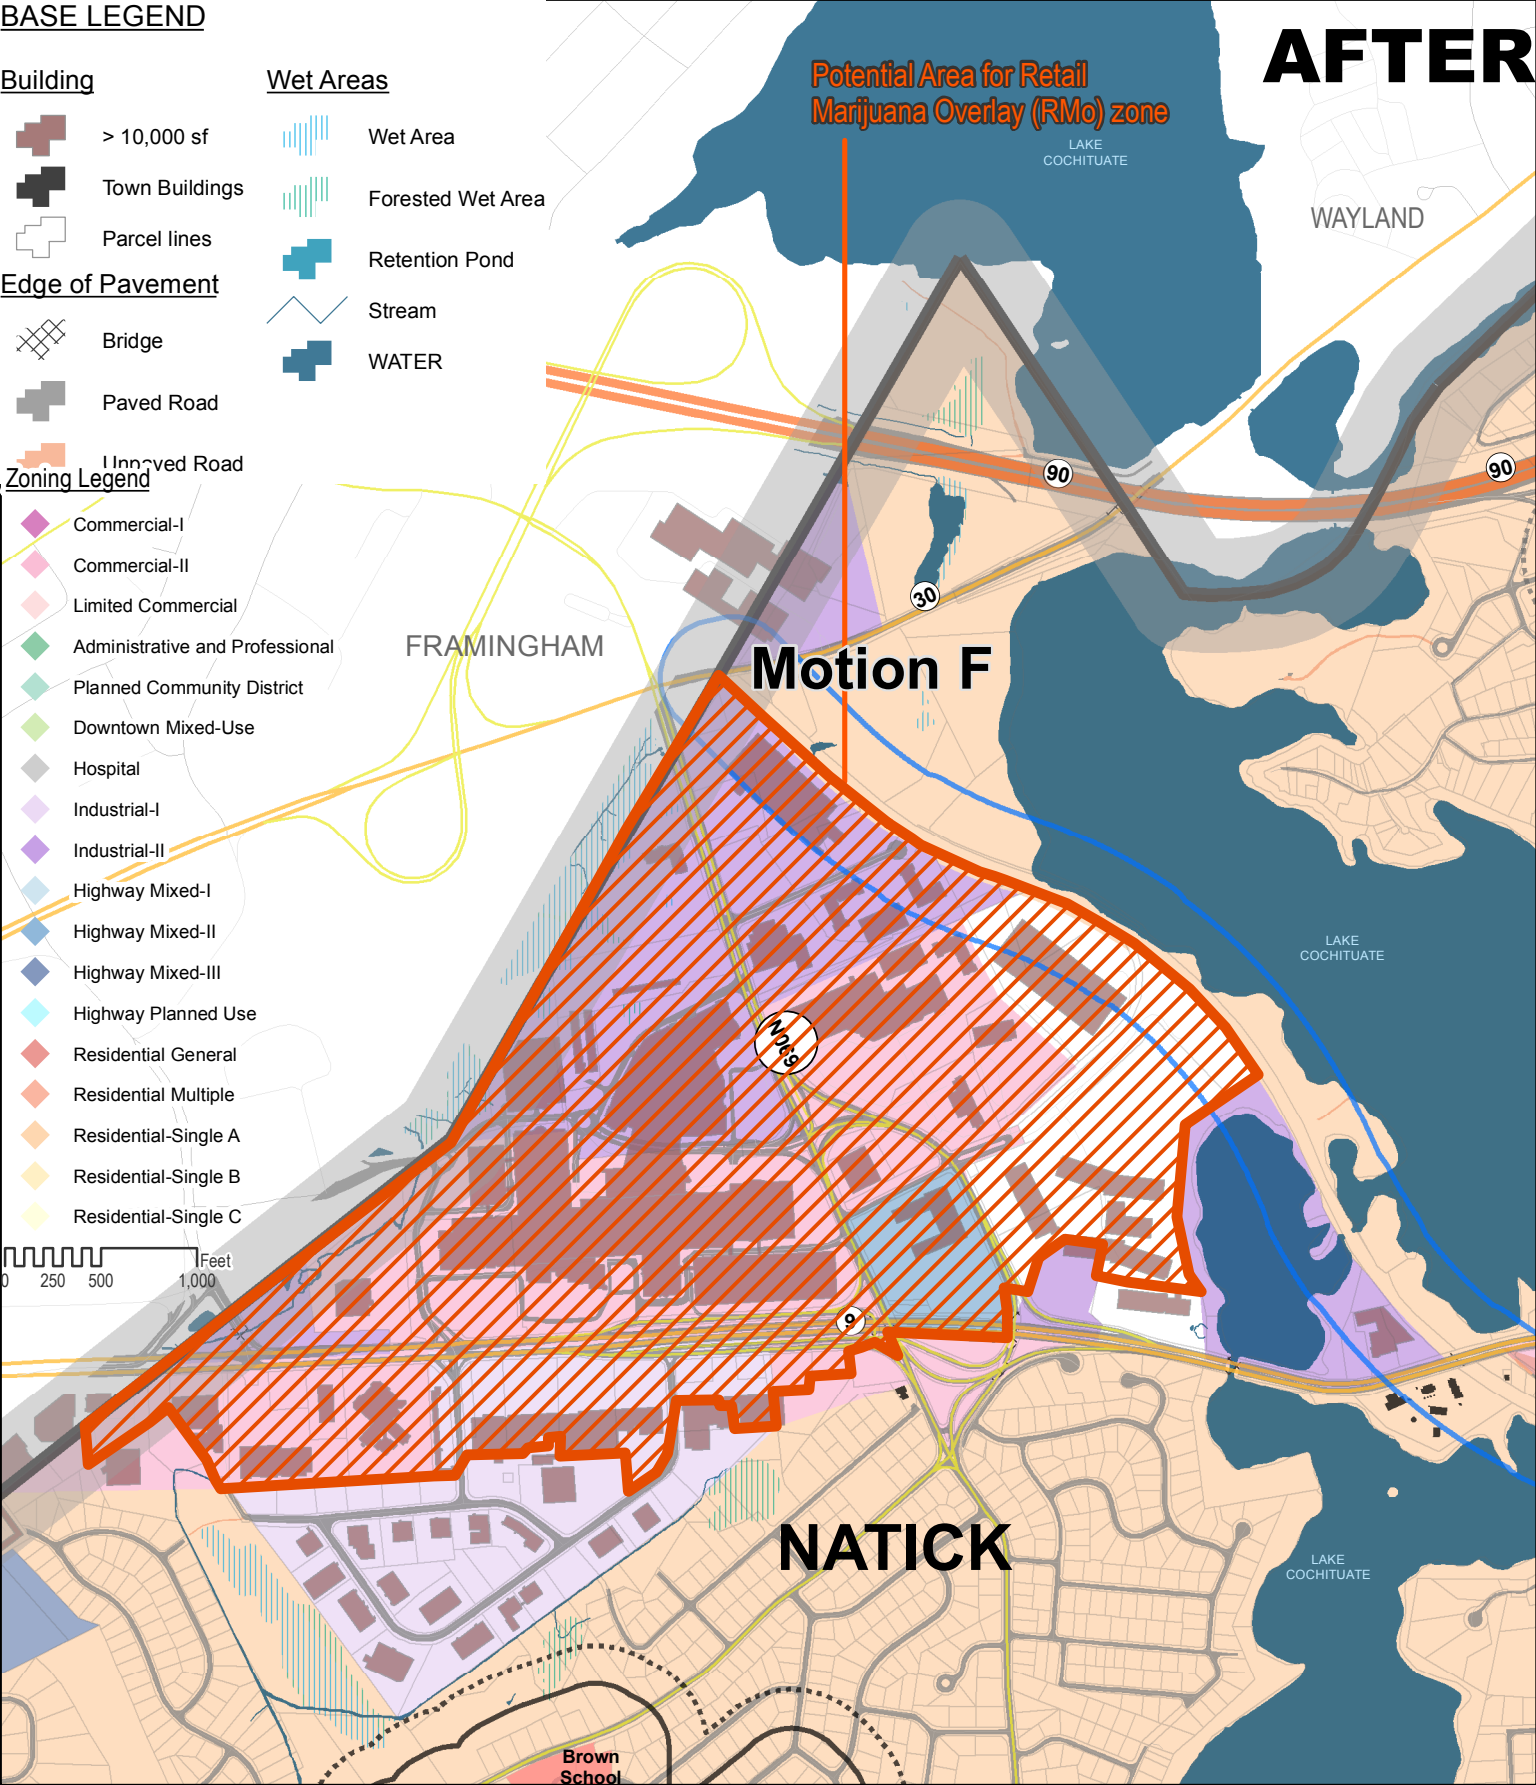 BASE LEGEND
Building
> 10,000 sf
Town Buildings
Parcel lines
Edge of Pavement
Bridge
Paved Road
Unpaved Road
Wet Areas
Wet Area
Forested Wet Area
Retention Pond
Stream
WATER
Zoning Legend
Commercial-I
Commercial-II
Limited Commercial
Administrative and Professional
Planned Community District
Downtown Mixed-Use
Hospital
Industrial-I
Industrial-II
Highway Mixed-I
Highway Mixed-II
Highway Mixed-III
Highway Planned Use
Residential General
Residential Multiple
Residential-Single A
Residential-Single B
Residential-Single C
Feet
0 250 500 1,000
AFTER
Potential Area for Retail
Marijuana Overlay (RMo) zone
LAKE
COCHITUATE
WAYLAND
90
90
30
FRAMINGHAM
Motion F
LAKE
COCHITUATE
N069
9
NATICK
LAKE
COCHITUATE
Brown
School